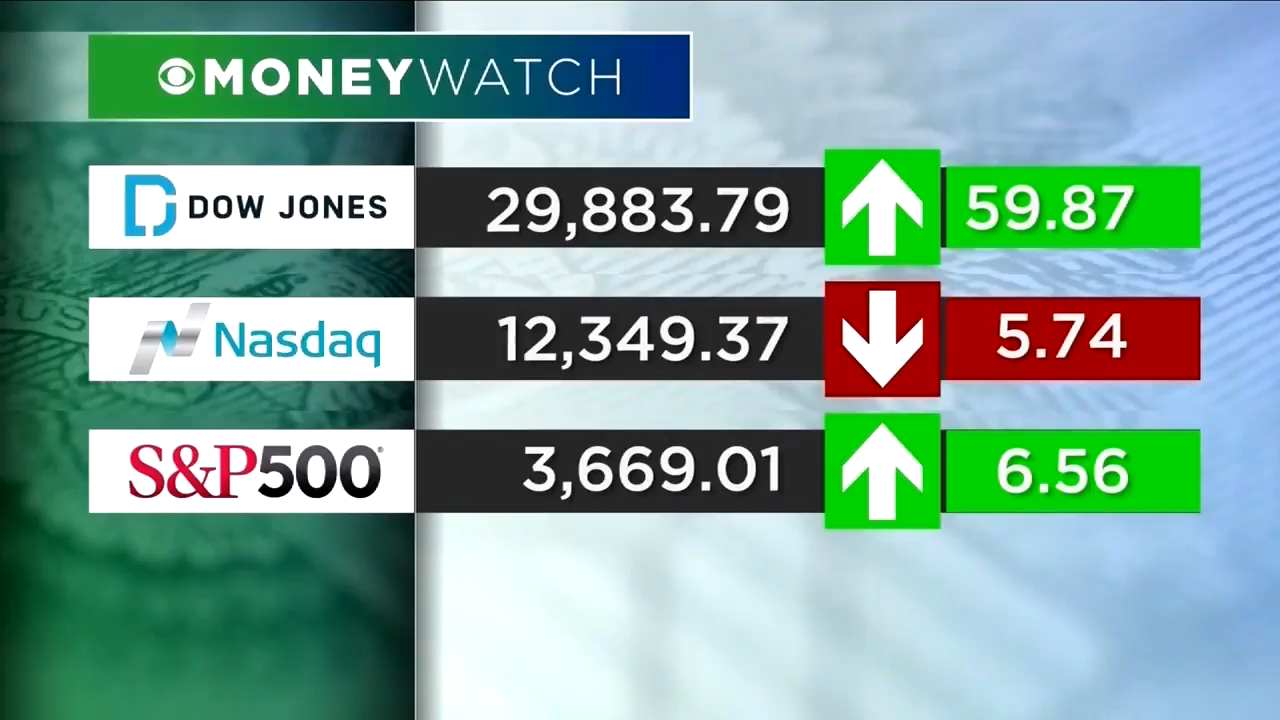 MONEYWATCH
DOW JONES 29,883.79 59.87
Nasdaq 12,349.37 5.74
S&P500® 3,669.01 6.56